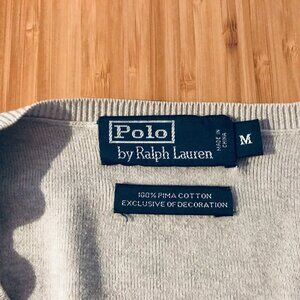 Polo
by Ralph Lauren
MADE IN
CHINA
M
100% PIMA COTTON
EXCLUSIVE OF DECORATION